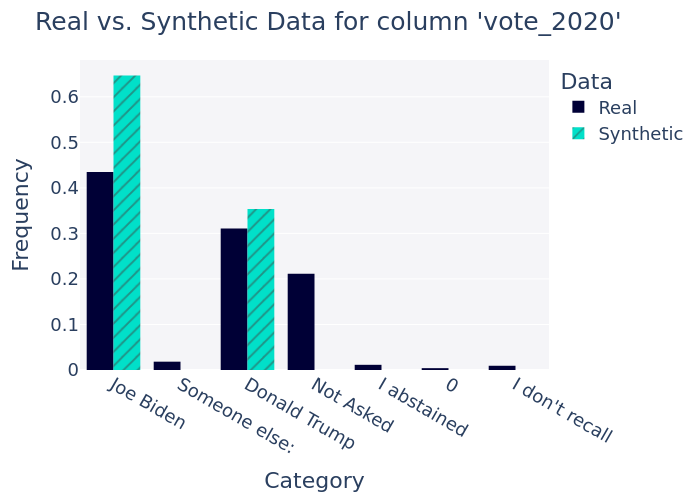 Real vs. Synthetic Data for column 'vote_2020'
Data
Real
Synthetic
Frequency
0.6
0.5
0.4
0.3
0.2
0.1
0
Joe Biden
Someone else:
Donald Trump
Not Asked
I abstained
0
I don't recall
Category